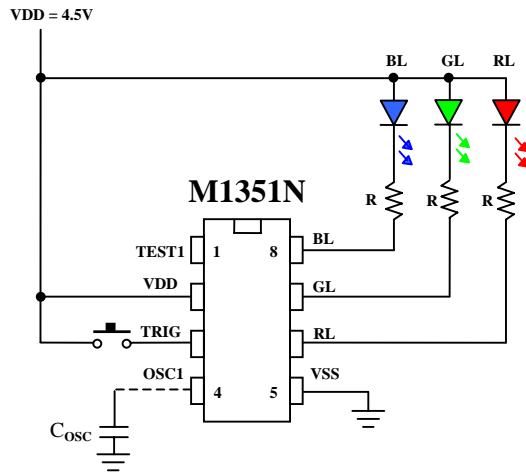 VDD = 4.5V
BL GL RL
R R R
M1351N
TEST1 1 8 BL
VDD GL
TRIG RL
OSC1 4 5 VSS
COSC